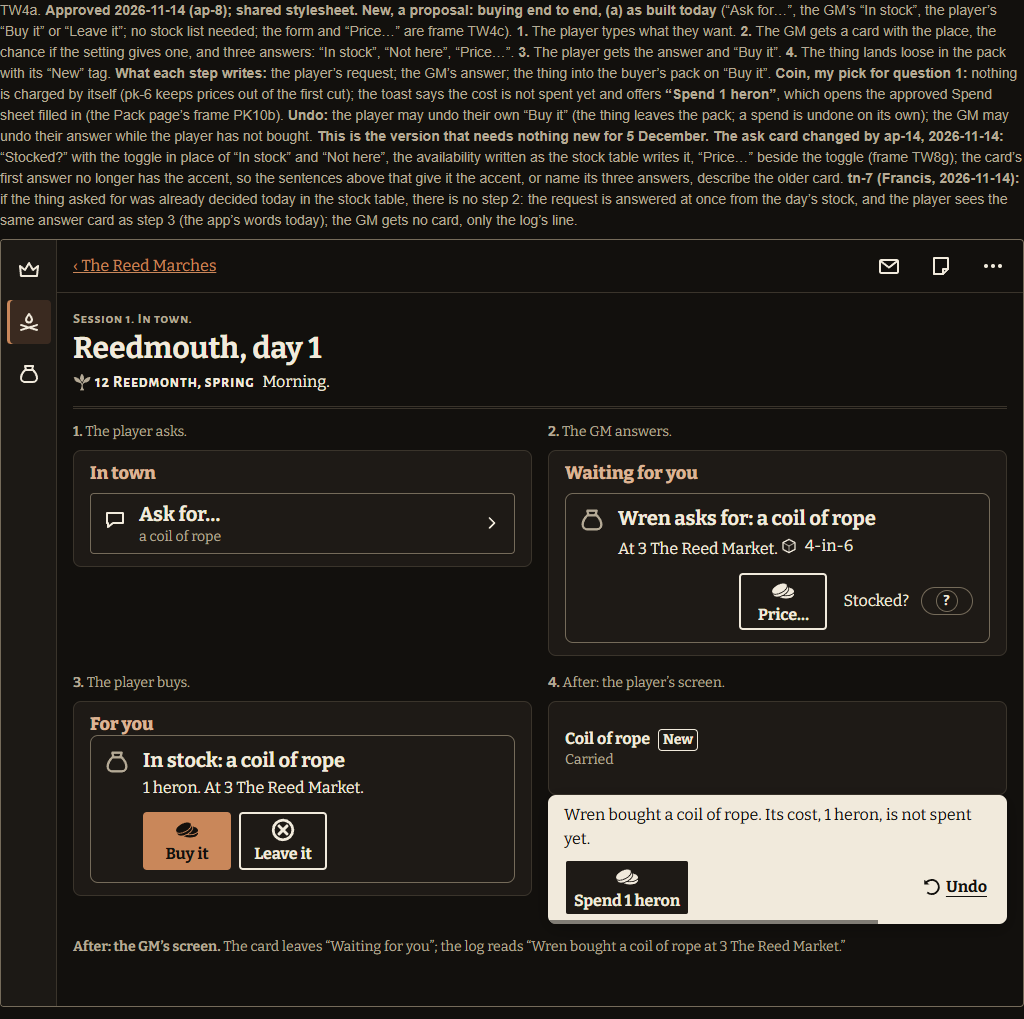 TW4a. Approved 2026-11-14 (ap-8); shared stylesheet. New, a proposal: buying end to end, (a) as built today (“Ask for…”, the GM’s “In stock”, the player’s
“Buy it” or “Leave it”; no stock list needed; the form and “Price…” are frame TW4c). 1. The player types what they want. 2. The GM gets a card with the place, the
chance if the setting gives one, and three answers: “In stock”, “Not here”, “Price…”. 3. The player gets the answer and “Buy it”. 4. The thing lands loose in the pack
with its “New” tag. What each step writes: the player’s request; the GM’s answer; the thing into the buyer’s pack on “Buy it”. Coin, my pick for question 1: nothing
is charged by itself (pk-6 keeps prices out of the first cut); the toast says the cost is not spent yet and offers “Spend 1 heron”, which opens the approved Spend
sheet filled in (the Pack page’s frame PK10b). Undo: the player may undo their own “Buy it” (the thing leaves the pack; a spend is undone on its own); the GM may
undo their answer while the player has not bought. This is the version that needs nothing new for 5 December. The ask card changed by ap-14, 2026-11-14:
“Stocked?” with the toggle in place of “In stock” and “Not here”, the availability written as the stock table writes it, “Price…” beside the toggle (frame TW8g); the card’s
first answer no longer has the accent, so the sentences above that give it the accent, or name its three answers, describe the older card. tn-7 (Francis, 2026-11-14):
if the thing asked for was already decided today in the stock table, there is no step 2: the request is answered at once from the day’s stock, and the player sees the
same answer card as step 3 (the app’s words today); the GM gets no card, only the log’s line.
‹ The Reed Marches
Session 1. In town.
Reedmouth, day 1
12 Reedmonth, spring Morning.
1. The player asks.
In town
Ask for…
a coil of rope
2. The GM answers.
Waiting for you
Wren asks for: a coil of rope
At 3 The Reed Market. 4-in-6
Price…
Stocked? ?
3. The player buys.
For you
In stock: a coil of rope
1 heron. At 3 The Reed Market.
Buy it
Leave it
4. After: the player’s screen.
Coil of rope New
Carried
Wren bought a coil of rope. Its cost, 1 heron, is not spent
yet.
Spend 1 heron
Undo
After: the GM’s screen. The card leaves “Waiting for you”; the log reads “Wren bought a coil of rope at 3 The Reed Market.”